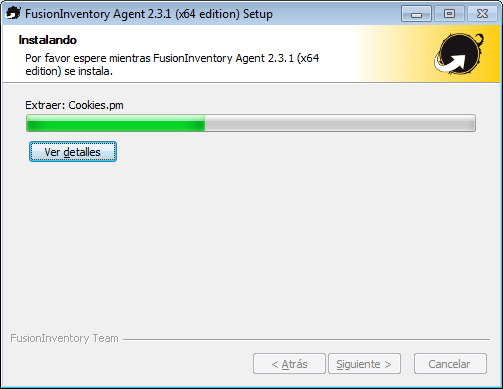 FusionInventory Agent 2.3.1 (x64 edition) Setup
Instalando
Por favor espere mientras FusionInventory Agent 2.3.1 (x64
edition) se instala.
Extraer: Cookies.pm
Ver detalles
FusionInventory Team
< Atrás Siguiente > Cancelar